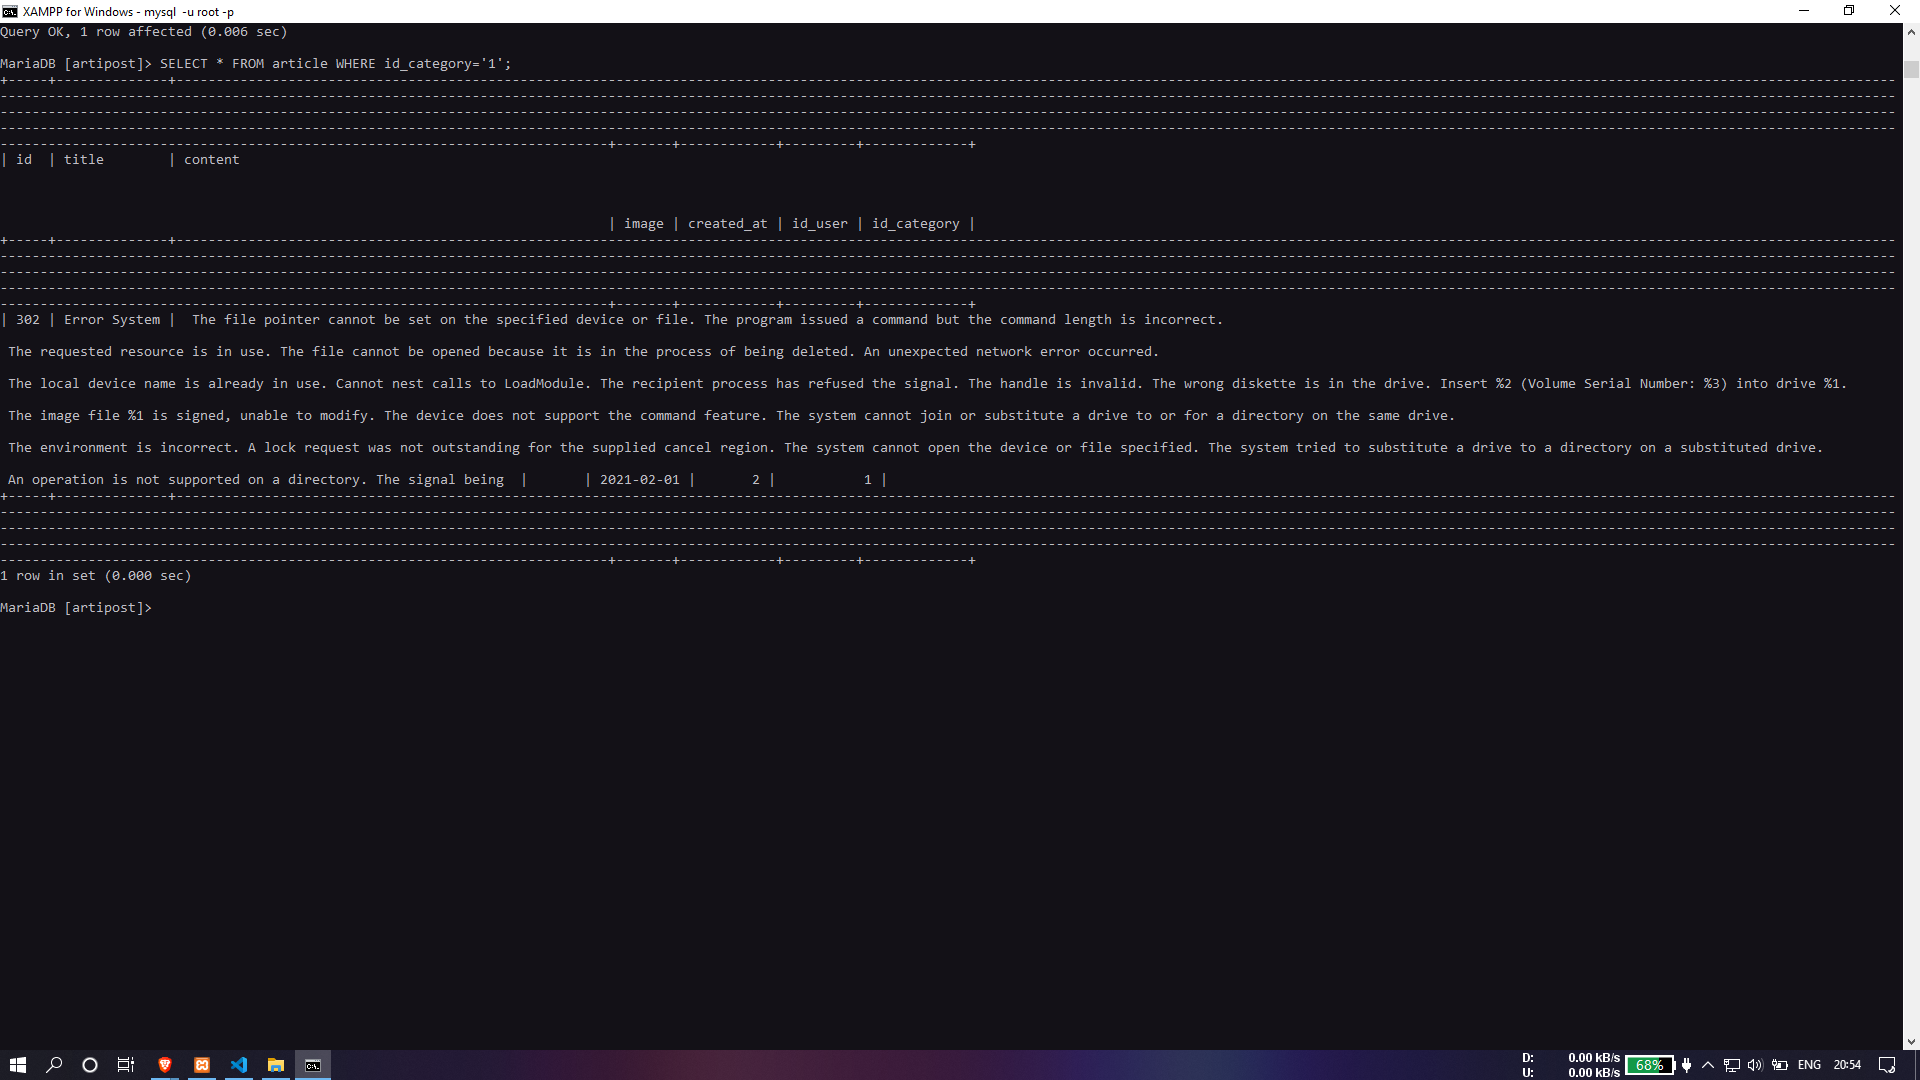 XAMPP for Windows - mysql  -u root -p
Query OK, 1 row affected (0.006 sec)
MariaDB [artipost]> SELECT * FROM article WHERE id_category='1';
| id  | title        | content
| image | created_at | id_user | id_category |
| 302 | Error System |  The file pointer cannot be set on the specified device or file. The program issued a command but the command length is incorrect.
The requested resource is in use. The file cannot be opened because it is in the process of being deleted. An unexpected network error occurred.
The local device name is already in use. Cannot nest calls to LoadModule. The recipient process has refused the signal. The handle is invalid. The wrong diskette is in the drive. Insert %2 (Volume Serial Number: %3) into drive %1.
The image file %1 is signed, unable to modify. The device does not support the command feature. The system cannot join or substitute a drive to or for a directory on the same drive.
The environment is incorrect. A lock request was not outstanding for the supplied cancel region. The system cannot open the device or file specified. The system tried to substitute a drive to a directory on a substituted drive.
An operation is not supported on a directory. The signal being  |       | 2021-02-01 |       2 |           1 |
1 row in set (0.000 sec)
MariaDB [artipost]>
D: 0.00 kB/s
U: 0.00 kB/s
68%
ENG
20:54